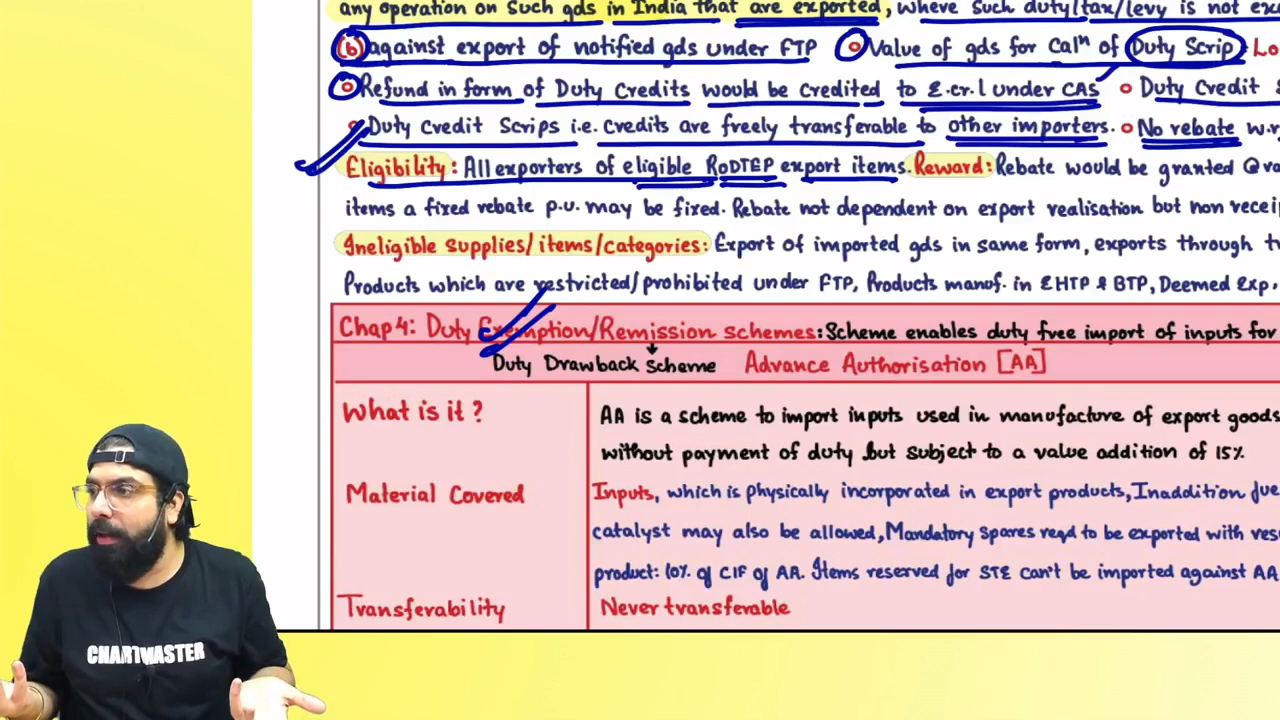 any operation on such gds in India that are exported, where such duty/tax/levy is not exe
(b) against export of notified gds under FTP o Value of gds for Calⁿ of Duty Scrip Lo
o Refund in form of Duty Credits would be credited to E.cr.l under CAS o Duty Credit S
o Duty Credit Scrips i.e. credits are freely transferable to other importers. o No rebate w.r
Eligibility: All exporters of eligible RoDTEP export items. Reward: Rebate would be granted @ra
items a fixed rebate p.u. may be fixed. Rebate not dependent on export realisation but non receip
Ineligible supplies/items/categories: Export of imported gds in same form, exports through t
Products which are restricted/prohibited under FTP, Products manuf. in EHTP & BTP, Deemed Exp.
Chap 4: Duty Exemption/Remission schemes: Scheme enables duty free import of inputs for
Duty Drawback Scheme Advance Authorisation [AA]
What is it? AA is a scheme to import inputs used in manufacture of export goods
without payment of duty but subject to a value addition of 15%
Material Covered Inputs, which is physically incorporated in export products, Inaddition fue
catalyst may also be allowed, Mandatory spares reqd to be exported with res
product: 10% of CIF of AA. Items reserved for STE can't be imported against AA
Transferability Never transferable
CHARTMASTER